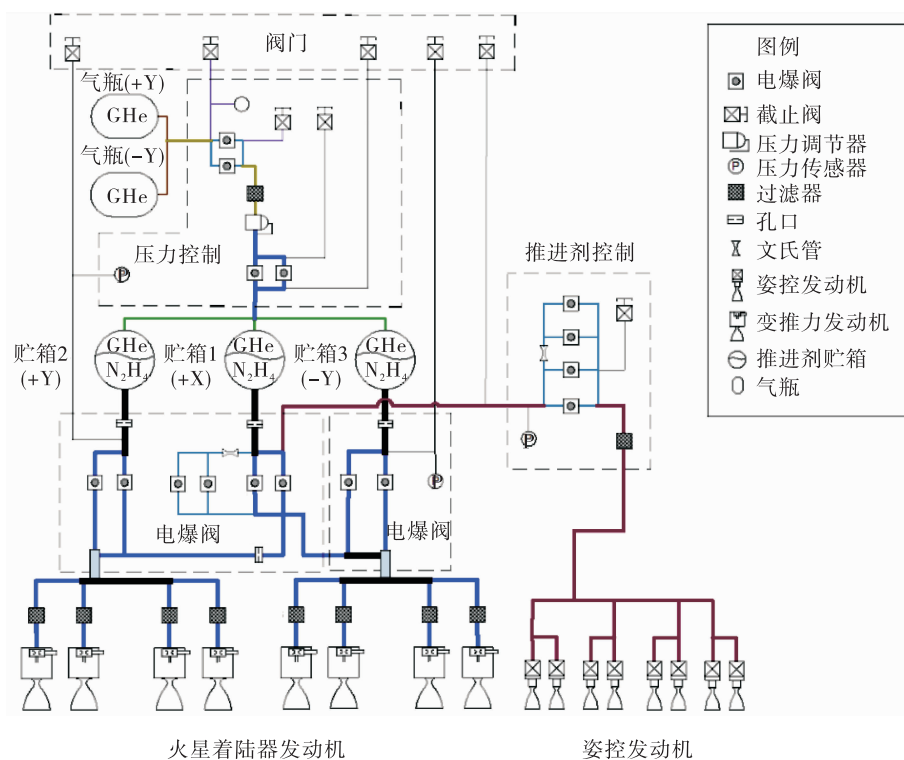 阀门
气瓶(+Y)
GHe
气瓶(−Y)
GHe
压力控制
P
贮箱2
(+Y)
GHe
N₂H₄
贮箱1
(+X)
GHe
N₂H₄
贮箱3
(−Y)
GHe
N₂H₄
推进剂控制
P
P
电爆阀
电爆阀
火星着陆器发动机
姿控发动机
图例
电爆阀
截止阀
压力调节器
P
压力传感器
过滤器
孔口
文氏管
姿控发动机
变推力发动机
推进剂贮箱
气瓶